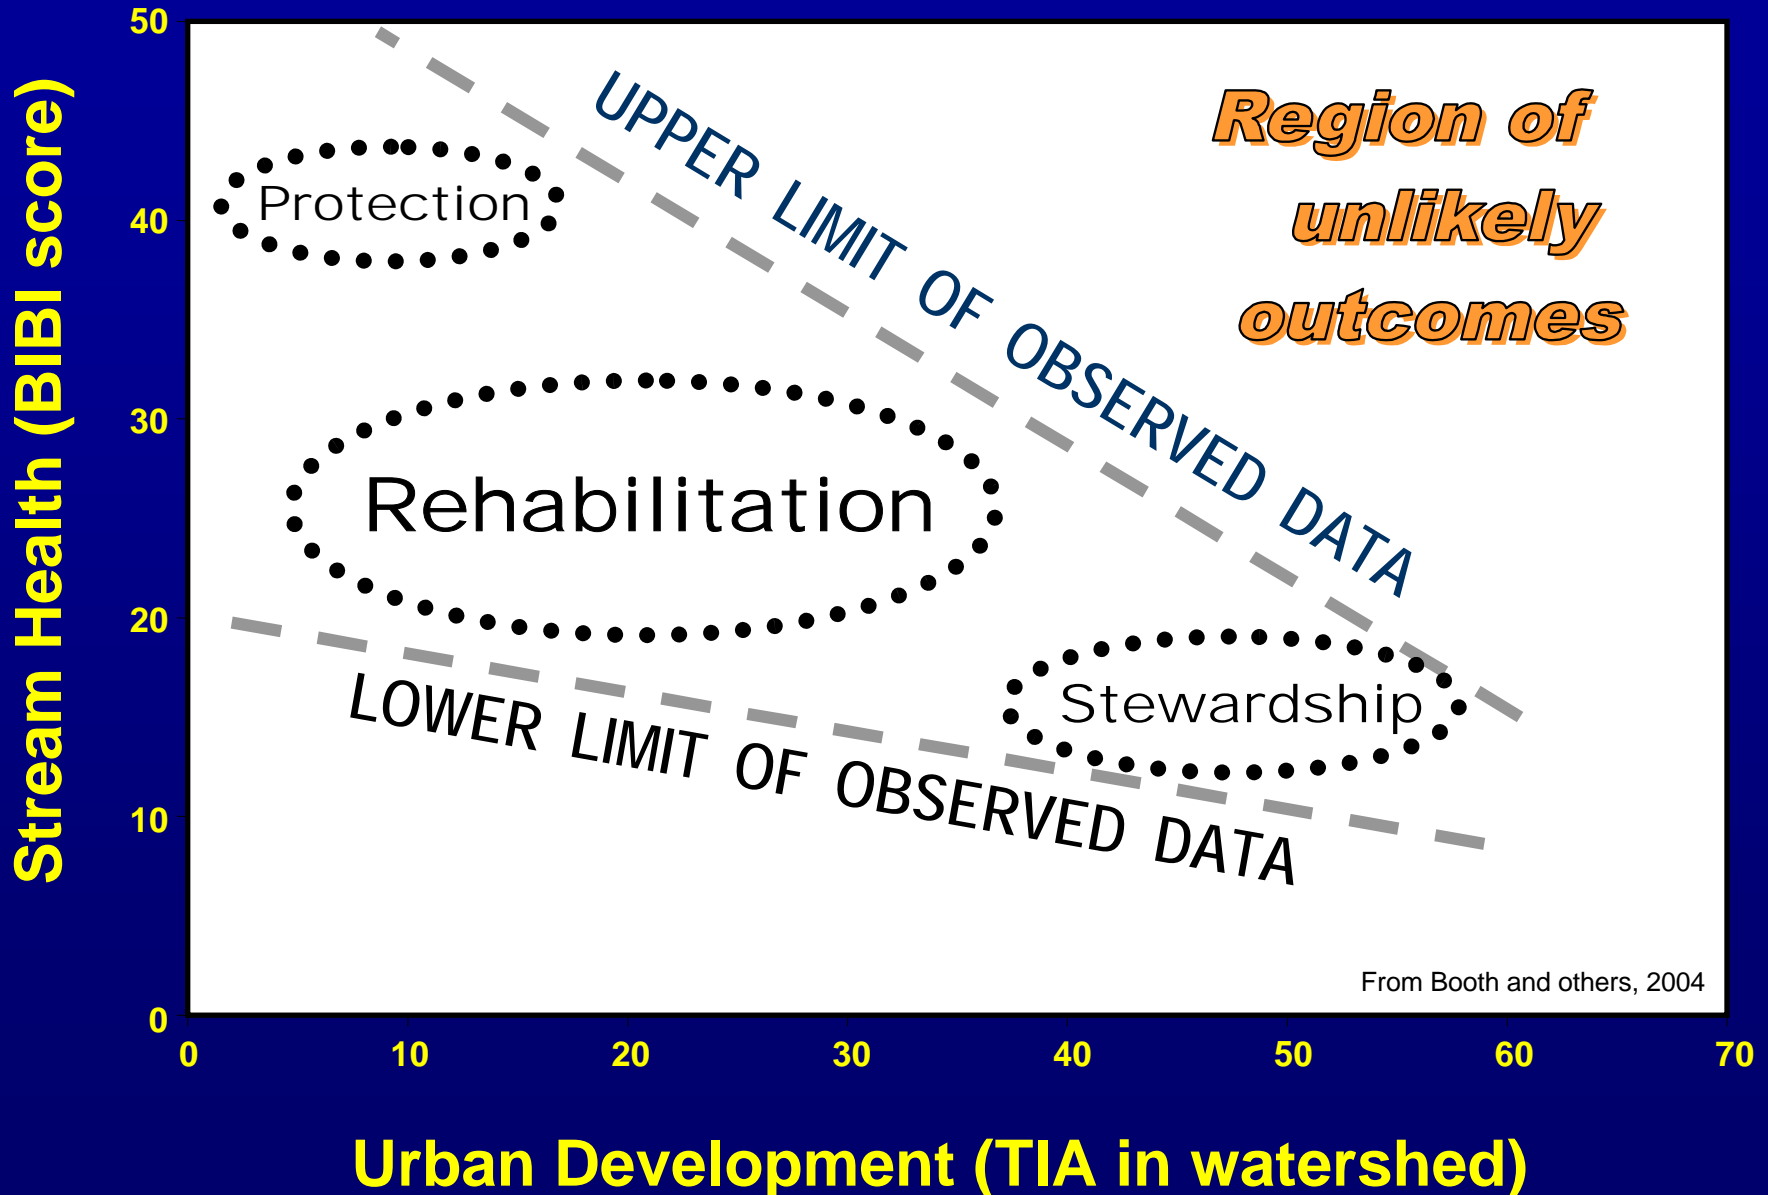 Stream Health (BIBI score)
50
40
30
20
10
0
Protection
UPPER LIMIT OF OBSERVED DATA
Region of
unlikely
outcomes
Rehabilitation
Stewardship
LOWER LIMIT OF OBSERVED DATA
From Booth and others, 2004
0 10 20 30 40 50 60 70
Urban Development (TIA in watershed)